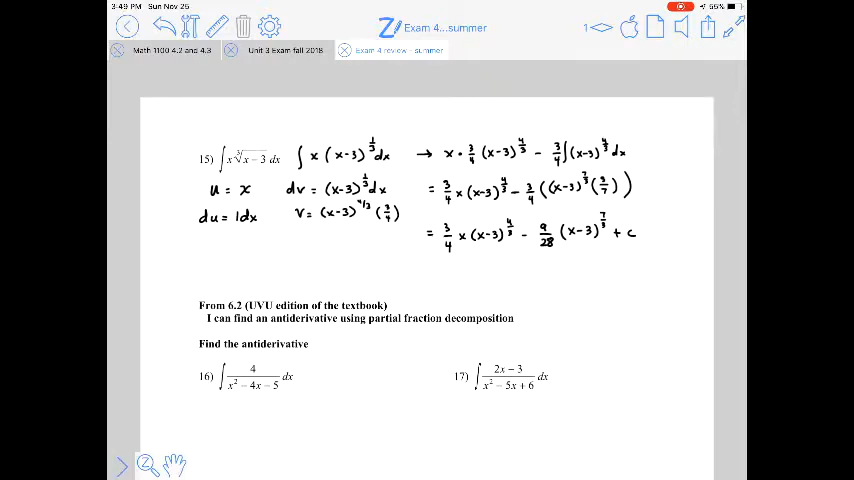 3:49 PM Sun Nov 25
55%
Exam 4...summer
1
Math 1100 4.2 and 4.3
Unit 3 Exam fall 2018
Exam 4 review - summer
15) ∫ x ∛(x − 3) dx   ∫ x (x−3)^(1/3) dx → x · 3/4 (x−3)^(4/3) − 3/4 ∫ (x−3)^(4/3) dx
u = x   dv = (x−3)^(1/3) dx   = 3/4 x (x−3)^(4/3) − 3/4 ((x−3)^(7/3) (3/7))
du = 1dx   v = (x−3)^(4/3) (3/4)
= 3/4 x (x−3)^(4/3) − 9/28 (x−3)^(7/3) + c
From 6.2 (UVU edition of the textbook)
I can find an antiderivative using partial fraction decomposition
Find the antiderivative
16) ∫ 4/(x² − 4x − 5) dx   17) ∫ (2x − 3)/(x² − 5x + 6) dx